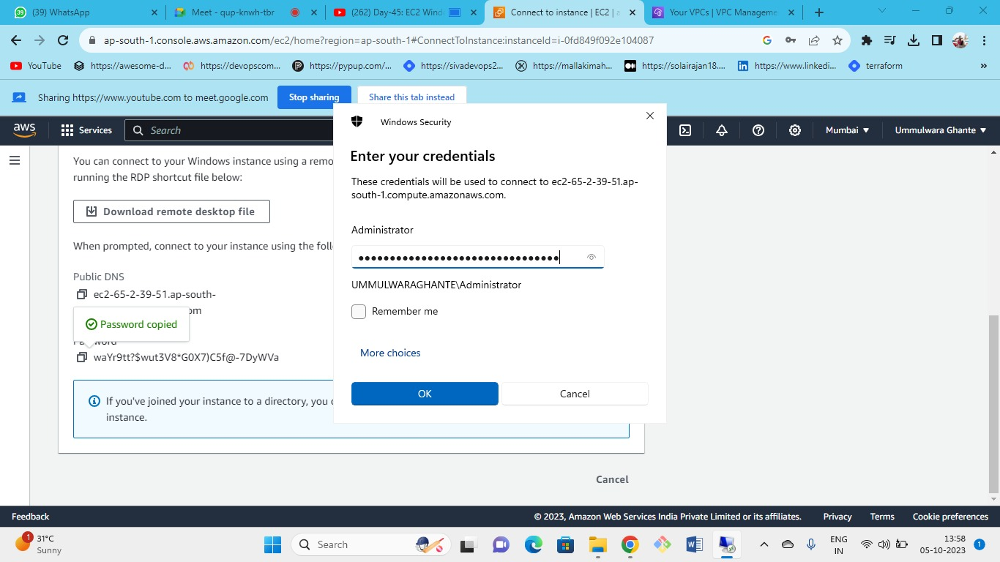 (39) WhatsApp
Meet - qup-knwh-tbr
(262) Day-45: EC2 Wind
Connect to instance | EC2 | a
Your VPCs | VPC Manageme
ap-south-1.console.aws.amazon.com/ec2/home?region=ap-south-1#ConnectToInstance:instanceId=i-0fd849f092e104087
YouTube
https://awesome-d...
https://devopscom...
https://pypup.com/...
https://sivadevops2...
https://mallakimah...
https://solairajan18....
https://www.linkedi...
terraform
»
Sharing https://www.youtube.com to meet.google.com
Stop sharing
Share this tab instead
aws
Services
Search
Mumbai
Ummulwara Ghante
You can connect to your Windows instance using a remo
running the RDP shortcut file below:
Download remote desktop file
When prompted, connect to your instance using the foll
Public DNS
ec2-65-2-39-51.ap-south-
om
Password copied
Password
waYr9tt?$wut3V8*G0X7)C5f@-7DyWVa
If you've joined your instance to a directory, you c
instance.
Cancel
Windows Security
Enter your credentials
These credentials will be used to connect to ec2-65-2-39-51.ap-
south-1.compute.amazonaws.com.
Administrator
UMMULWARAGHANTE\Administrator
Remember me
More choices
OK
Cancel
Feedback
© 2023, Amazon Web Services India Private Limited or its affiliates.
Privacy
Terms
Cookie preferences
1
31°C
Sunny
Search
ENG
IN
13:58
05-10-2023
1